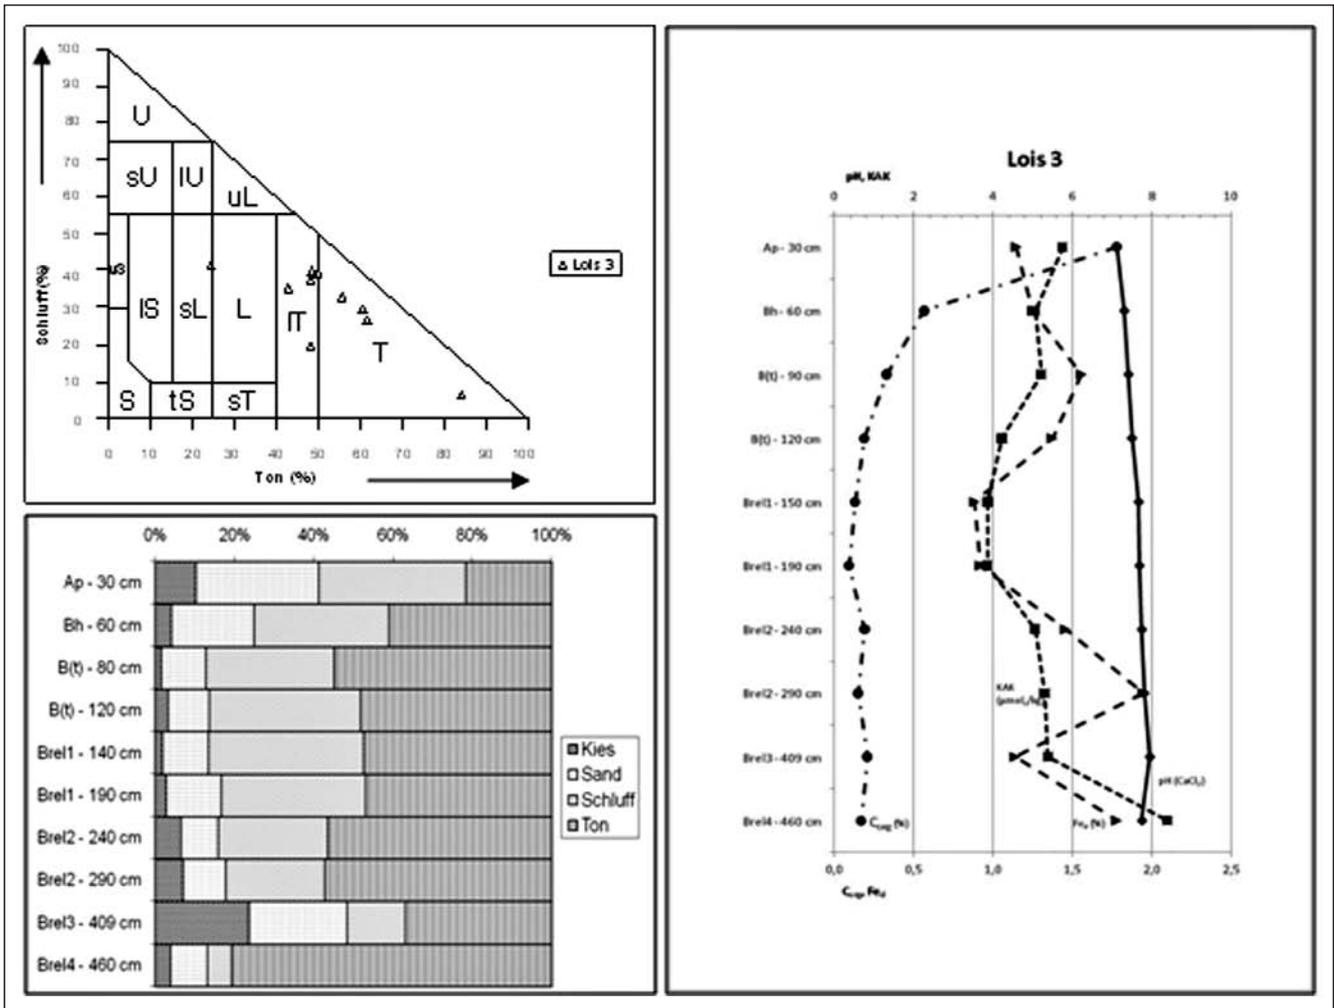 Schluff(%)
100
90
80
70
60
50
40
30
20
10
0
U
sU lU
uL
uS
lS sL L lT
T
S tS sT
0 10 20 30 40 50 60 70 80 90 100
Ton (%)
Lois 3
0% 20% 40% 60% 80% 100%
Ap - 30 cm
Bh - 60 cm
B(t) - 80 cm
B(t) - 120 cm
Brel1 - 140 cm
Brel1 - 190 cm
Brel2 - 240 cm
Brel2 - 290 cm
Brel3 - 409 cm
Brel4 - 460 cm
Kies
Sand
Schluff
Ton
Lois 3
pH, KAK
0 2 4 6 8 10
Ap - 30 cm
Bh - 60 cm
B(t) - 90 cm
B(t) - 120 cm
Brel1 - 150 cm
Brel1 - 190 cm
Brel2 - 240 cm
Brel2 - 290 cm
KAK
Brel3 - 409 cm
pH (CaCl₂)
Brel4 - 460 cm
Corg (%)
Fed (%)
0,0 0,5 1,0 1,5 2,0 2,5
Corg, Fed